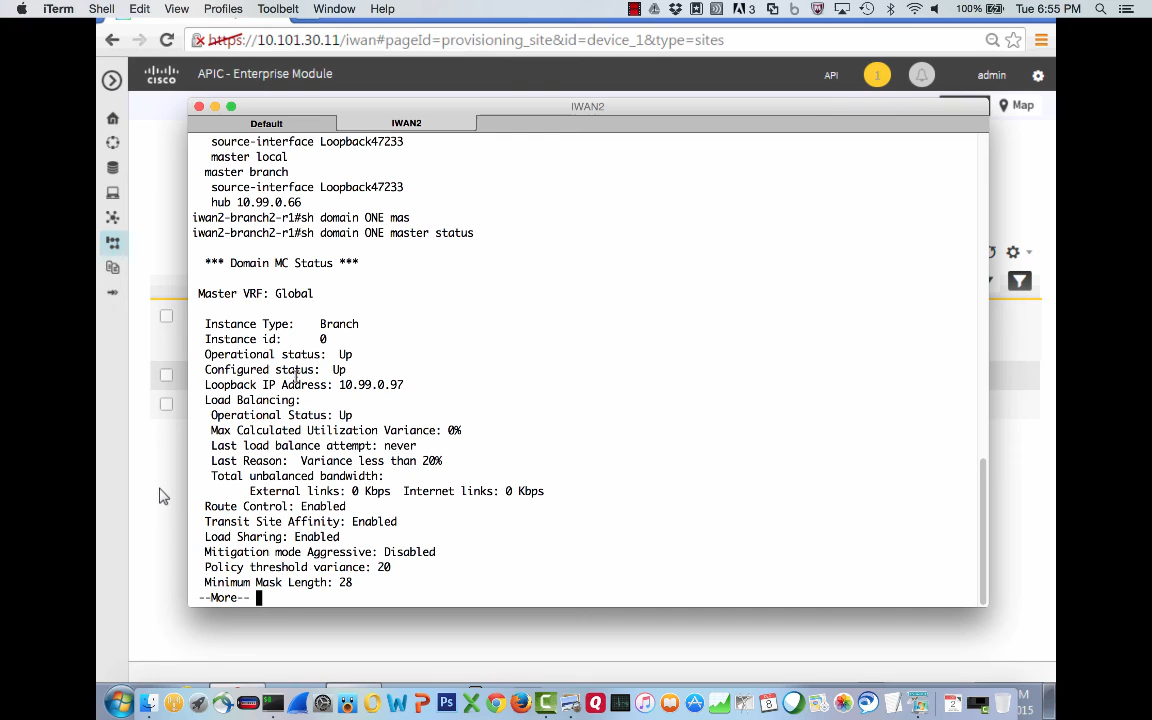 iTerm Shell Edit View Profiles Toolbelt Window Help
3 100% Tue 6:55 PM
https://10.101.30.11/iwan#pageId=provisioning_site&id=device_1&type=sites
CISCO APIC - Enterprise Module API 1 admin
IWAN2 Map
Default IWAN2
source-interface Loopback47233
master local
master branch
source-interface Loopback47233
hub 10.99.0.66
iwan2-branch2-r1#sh domain ONE mas
iwan2-branch2-r1#sh domain ONE master status
*** Domain MC Status ***
Master VRF: Global
Instance Type: Branch
Instance id: 0
Operational status: Up
Configured status: Up
Loopback IP Address: 10.99.0.97
Load Balancing:
Operational Status: Up
Max Calculated Utilization Variance: 0%
Last load balance attempt: never
Last Reason: Variance less than 20%
Total unbalanced bandwidth:
External links: 0 Kbps Internet links: 0 Kbps
Route Control: Enabled
Transit Site Affinity: Enabled
Load Sharing: Enabled
Mitigation mode Aggressive: Disabled
Policy threshold variance: 20
Minimum Mask Length: 28
--More--